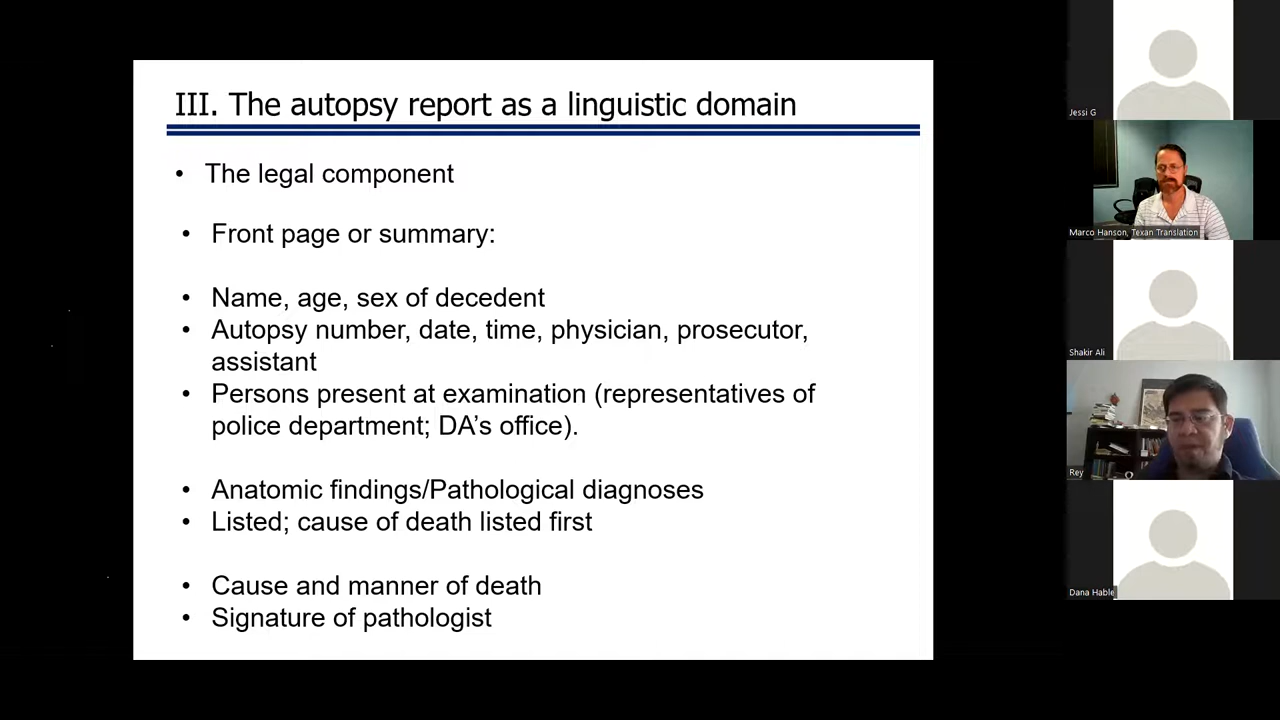 III. The autopsy report as a linguistic domain
• The legal component
• Front page or summary:
• Name, age, sex of decedent
• Autopsy number, date, time, physician, prosecutor,
assistant
• Persons present at examination (representatives of
police department; DA’s office).
• Anatomic findings/Pathological diagnoses
• Listed; cause of death listed first
• Cause and manner of death
• Signature of pathologist
Jessi G
Marco Hanson, Texan Translation
Shakir Ali
Rey
Dana Hable